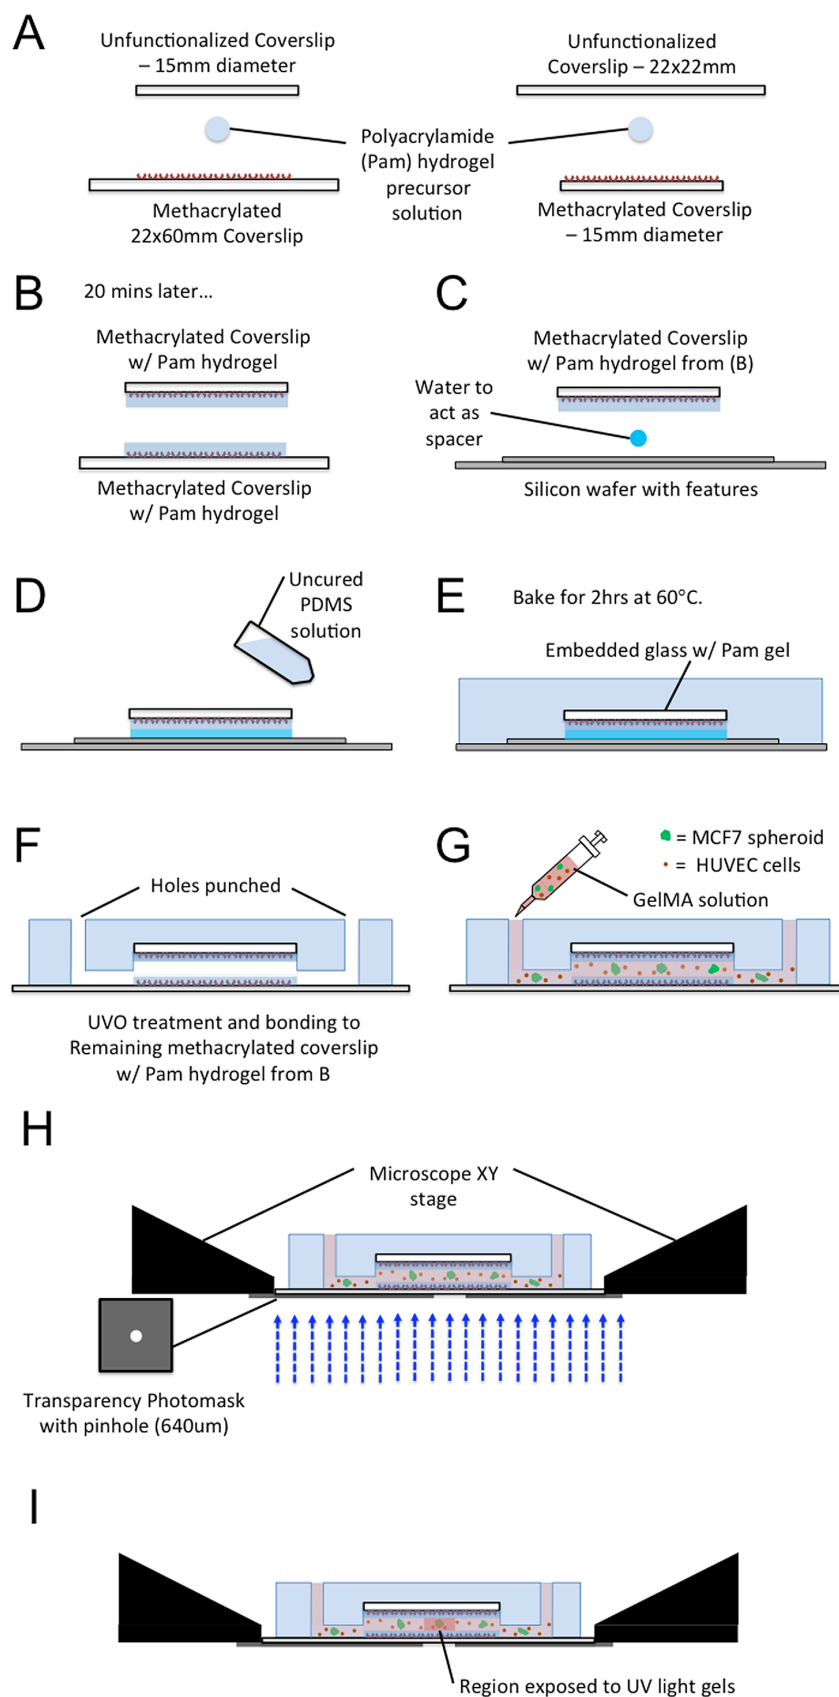 A
Unfunctionalized Coverslip
– 15mm diameter
Unfunctionalized
Coverslip – 22x22mm
Polyacrylamide
(Pam) hydrogel
precursor
solution
Methacrylated
22x60mm Coverslip
Methacrylated Coverslip
– 15mm diameter
B
20 mins later...
Methacrylated Coverslip
w/ Pam hydrogel
Methacrylated Coverslip
w/ Pam hydrogel
C
Methacrylated Coverslip
w/ Pam hydrogel from (B)
Water to
act as
spacer
Silicon wafer with features
D
Uncured
PDMS
solution
E
Bake for 2hrs at 60°C.
Embedded glass w/ Pam gel
F
Holes punched
UVO treatment and bonding to
Remaining methacrylated coverslip
w/ Pam hydrogel from B
G
= MCF7 spheroid
= HUVEC cells
GelMA solution
H
Microscope XY
stage
Transparency Photomask
with pinhole (640um)
I
Region exposed to UV light gels